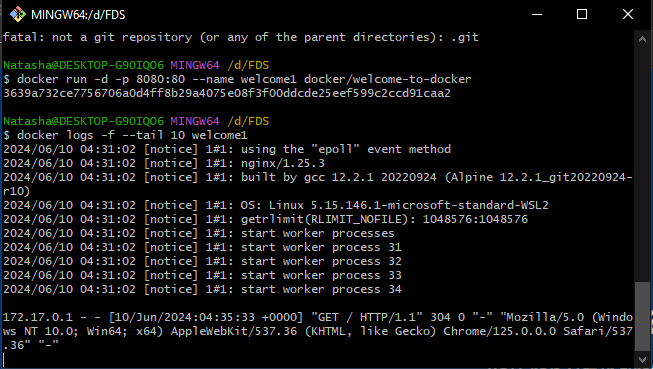 MINGW64:/d/FDS
fatal: not a git repository (or any of the parent directories): .git
Natasha@DESKTOP-G90IQO6 MINGW64 /d/FDS
$ docker run -d -p 8080:80 --name welcome1 docker/welcome-to-docker
3639a732ce7756706a0d4ff8b29a4075e08f3f00ddcde25eef599c2ccd91caa2
Natasha@DESKTOP-G90IQO6 MINGW64 /d/FDS
$ docker logs -f --tail 10 welcome1
2024/06/10 04:31:02 [notice] 1#1: using the "epoll" event method
2024/06/10 04:31:02 [notice] 1#1: nginx/1.25.3
2024/06/10 04:31:02 [notice] 1#1: built by gcc 12.2.1 20220924 (Alpine 12.2.1_git20220924-
r10)
2024/06/10 04:31:02 [notice] 1#1: OS: Linux 5.15.146.1-microsoft-standard-WSL2
2024/06/10 04:31:02 [notice] 1#1: getrlimit(RLIMIT_NOFILE): 1048576:1048576
2024/06/10 04:31:02 [notice] 1#1: start worker processes
2024/06/10 04:31:02 [notice] 1#1: start worker process 31
2024/06/10 04:31:02 [notice] 1#1: start worker process 32
2024/06/10 04:31:02 [notice] 1#1: start worker process 33
2024/06/10 04:31:02 [notice] 1#1: start worker process 34
172.17.0.1 - - [10/Jun/2024:04:35:33 +0000] "GET / HTTP/1.1" 304 0 "-" "Mozilla/5.0 (Windo
ws NT 10.0; Win64; x64) AppleWebKit/537.36 (KHTML, like Gecko) Chrome/125.0.0.0 Safari/537
.36" "-"